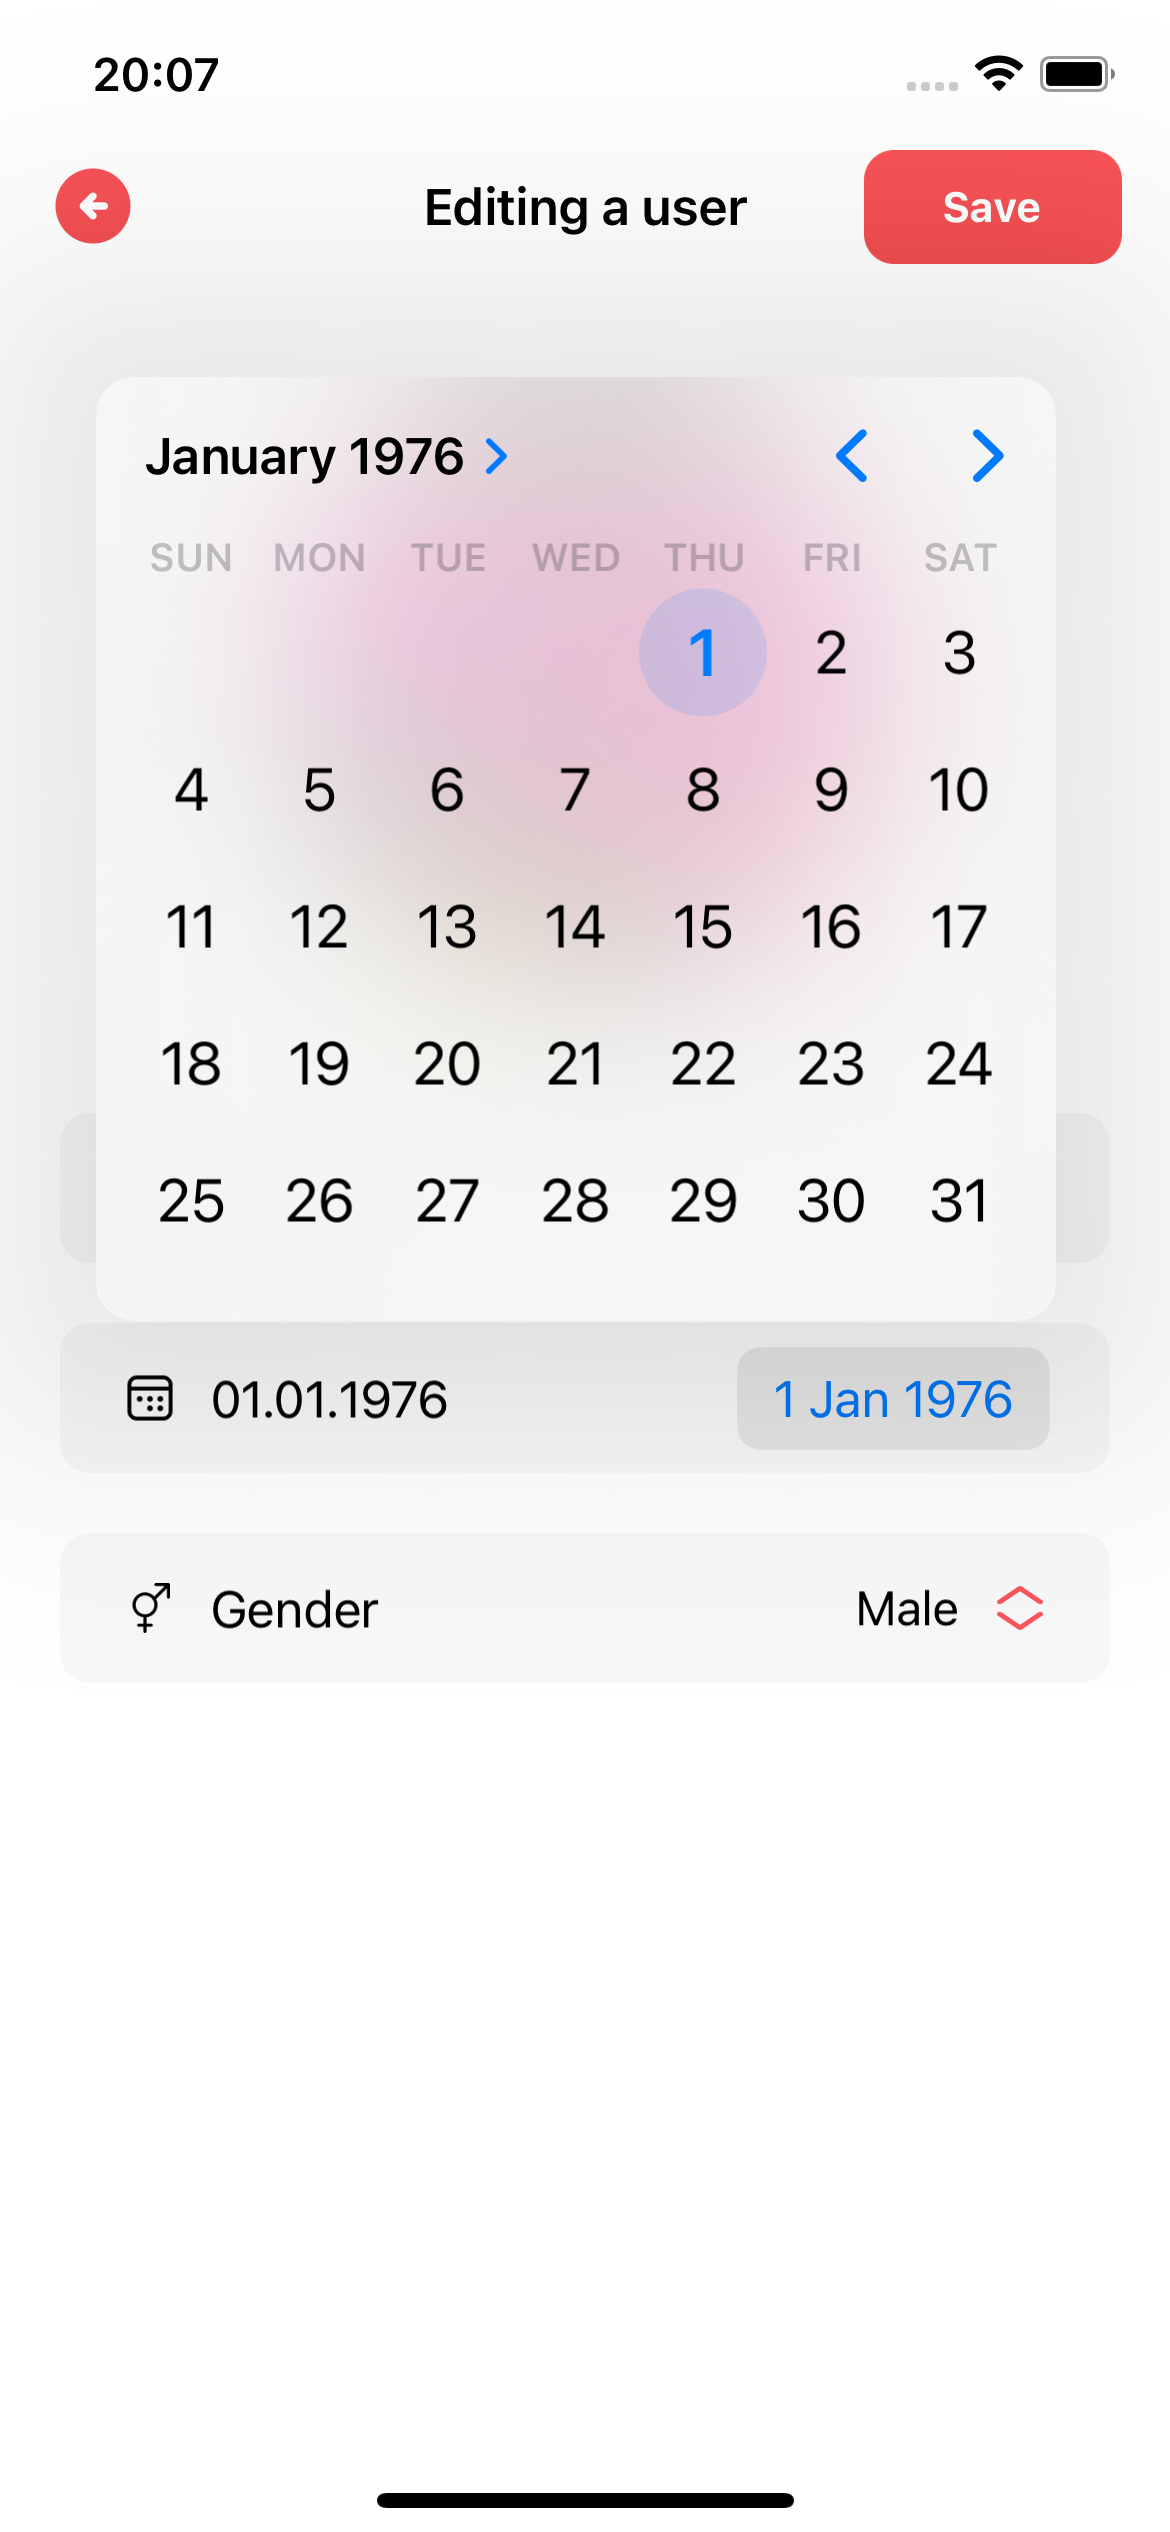 20:07
Editing a user
Save
January 1976
SUN MON TUE WED THU FRI SAT
1 2 3
4 5 6 7 8 9 10
11 12 13 14 15 16 17
18 19 20 21 22 23 24
25 26 27 28 29 30 31
01.01.1976
1 Jan 1976
Gender
Male